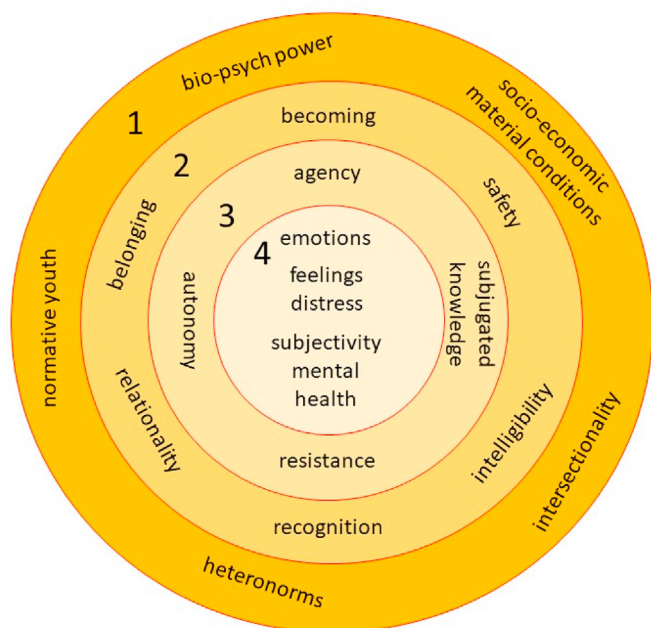 bio-psych power
socio-economic
material conditions
1
becoming
2
agency
safety
3
belonging
emotions
4
feelings
distress
subjugated
knowledge
autonomy
normative youth
subjectivity
mental
health
relationality
intelligibility
intersectionality
resistance
recognition
heteronorms